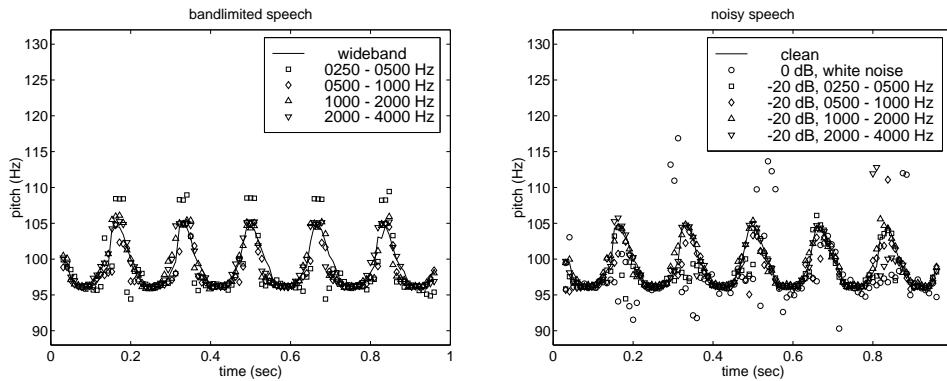 bandlimited speech
130
125
120
115
110
105
100
95
90
pitch (Hz)
wideband
0250 - 0500 Hz
0500 - 1000 Hz
1000 - 2000 Hz
2000 - 4000 Hz
0 0.2 0.4 0.6 0.8 1
time (sec)
noisy speech
130
125
120
115
110
105
100
95
90
pitch (Hz)
clean
0 dB, white noise
-20 dB, 0250 - 0500 Hz
-20 dB, 0500 - 1000 Hz
-20 dB, 1000 - 2000 Hz
-20 dB, 2000 - 4000 Hz
0 0.2 0.4 0.6 0.8
time (sec)